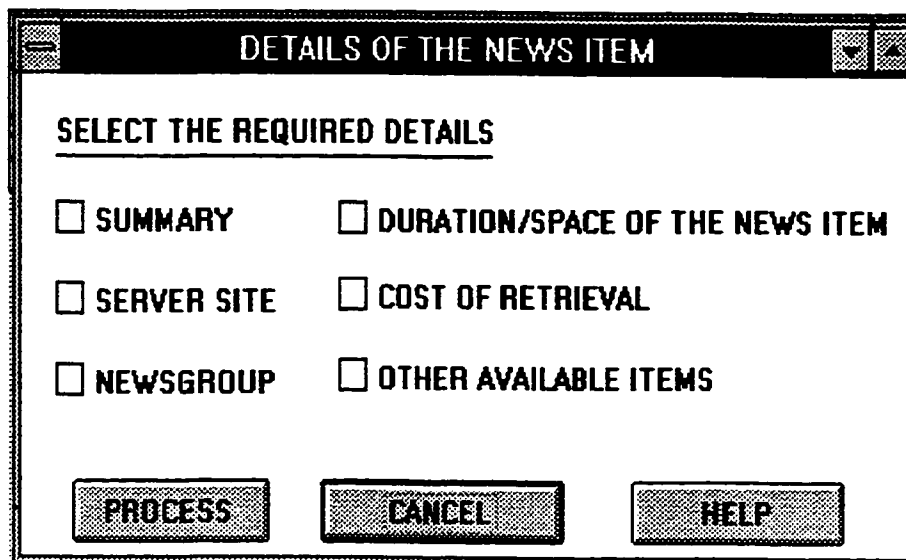 DETAILS OF THE NEWS ITEM
SELECT THE REQUIRED DETAILS
SUMMARY DURATION/SPACE OF THE NEWS ITEM
SERVER SITE COST OF RETRIEVAL
NEWSGROUP OTHER AVAILABLE ITEMS
PROCESS CANCEL HELP